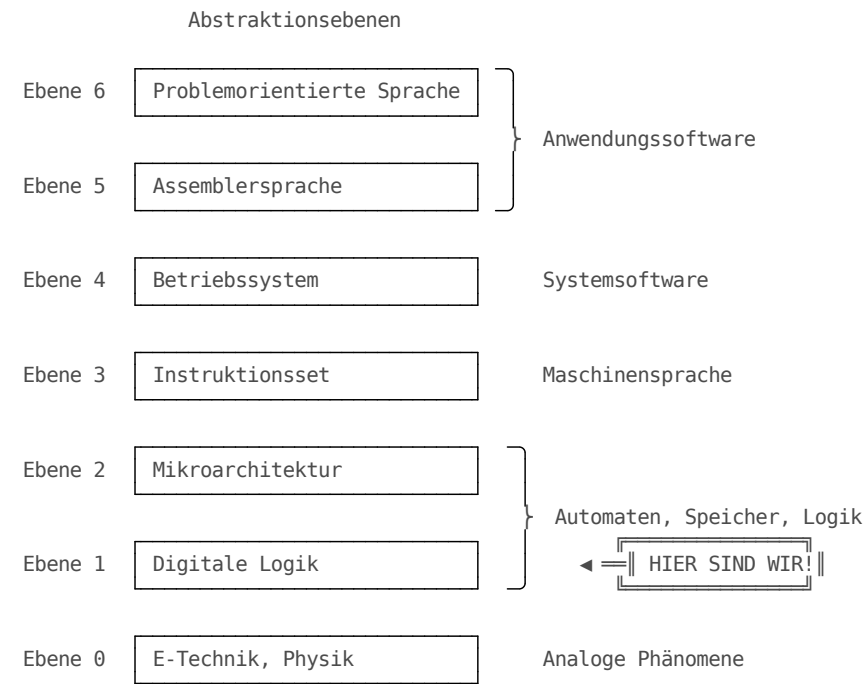 Abstraktionsebenen
Ebene 6 Problemorientierte Sprache
Anwendungssoftware
Ebene 5 Assemblersprache
Ebene 4 Betriebssystem Systemsoftware
Ebene 3 Instruktionsset Maschinensprache
Ebene 2 Mikroarchitektur
Automaten, Speicher, Logik
Ebene 1 Digitale Logik HIER SIND WIR!
Ebene 0 E-Technik, Physik Analoge Phänomene